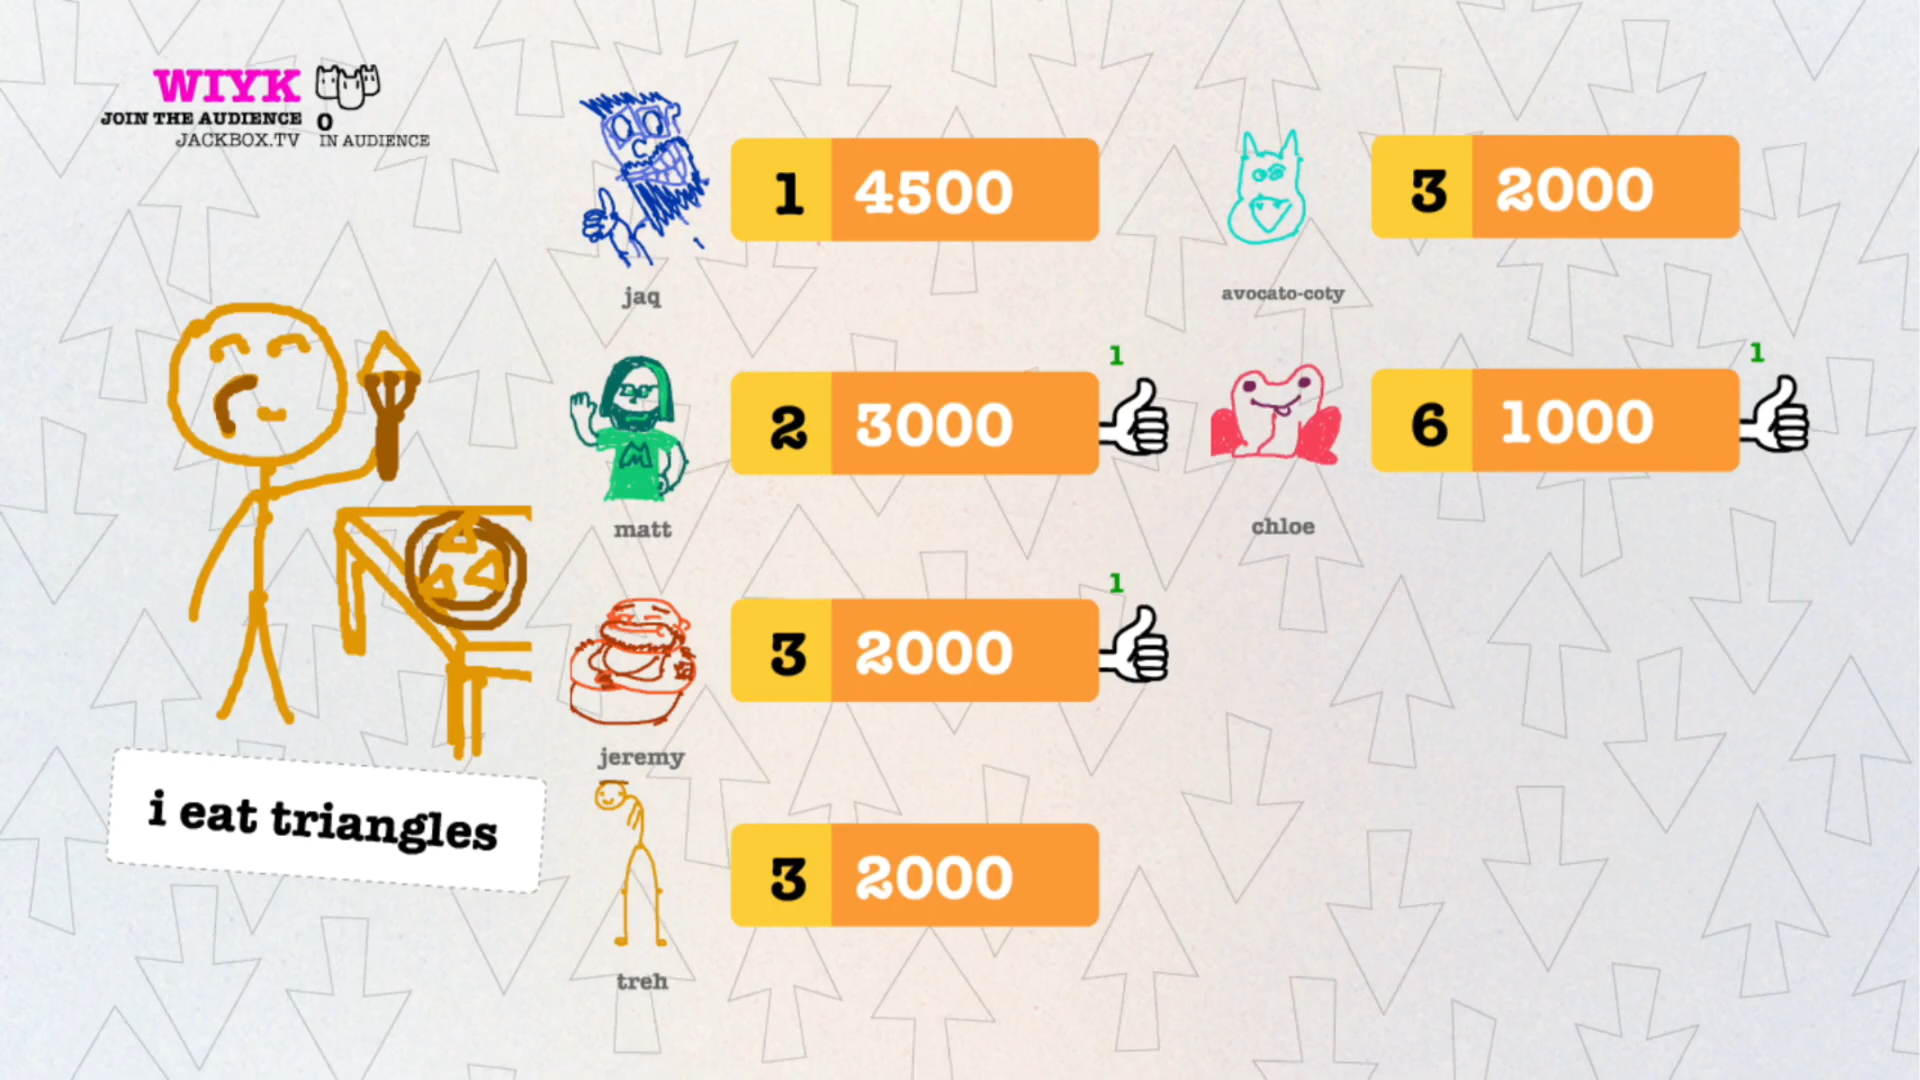 WIYK
JOIN THE AUDIENCE
JACKBOX.TV
0
IN AUDIENCE
i eat triangles
1 4500
jaq
2 3000
1
matt
3 2000
1
jeremy
3 2000
treh
3 2000
avocato-coty
6 1000
1
chloe